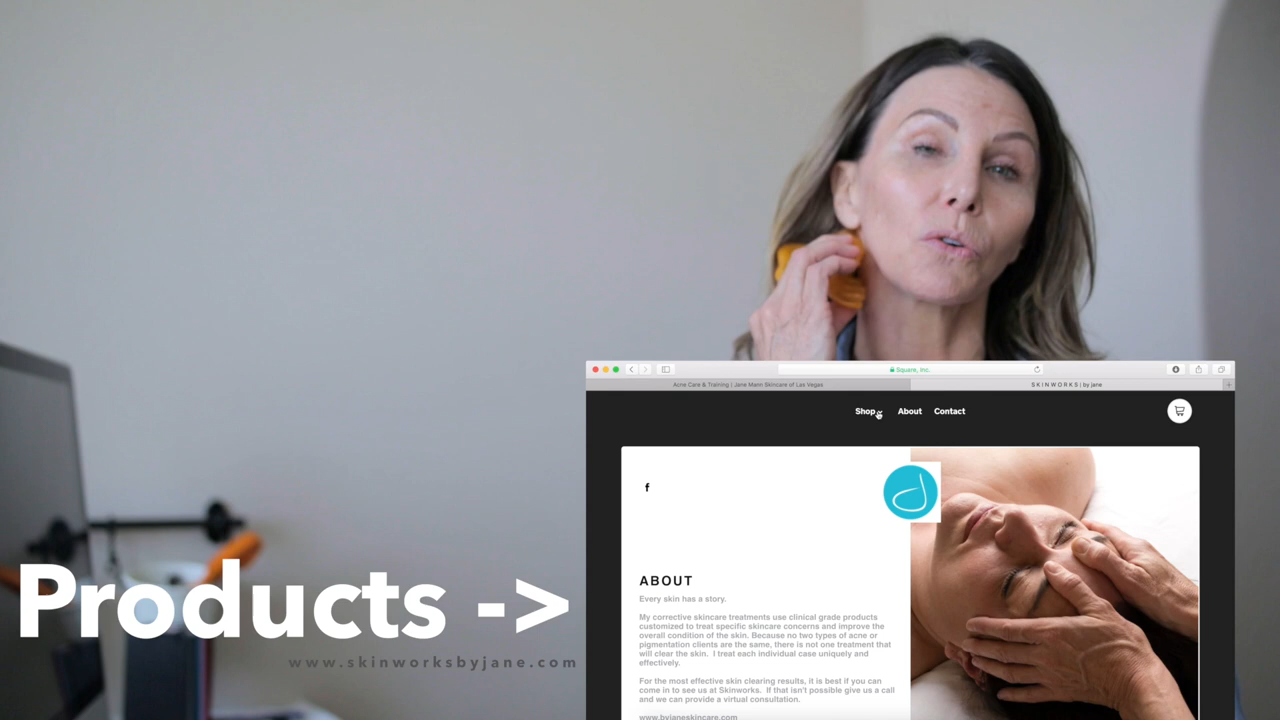 Square, Inc.
Acne Care & Training | Jane Mann Skincare of Las Vegas
S K I N W O R K S | by jane
Shop
About
Contact
f
ABOUT
Every skin has a story.
My corrective skincare treatments use clinical grade products
customized to treat specific skincare concerns and improve the
overall condition of the skin. Because no two types of acne or
pigmentation clients are the same, there is not one treatment that
will clear the skin. I treat each individual case uniquely and
effectively.
For the most effective skin clearing results, it is best if you can
come in to see us at Skinworks. If that isn't possible give us a call
and we can provide a virtual consultation.
www.byjaneskincare.com
Products ->
www.skinworksbyjane.com